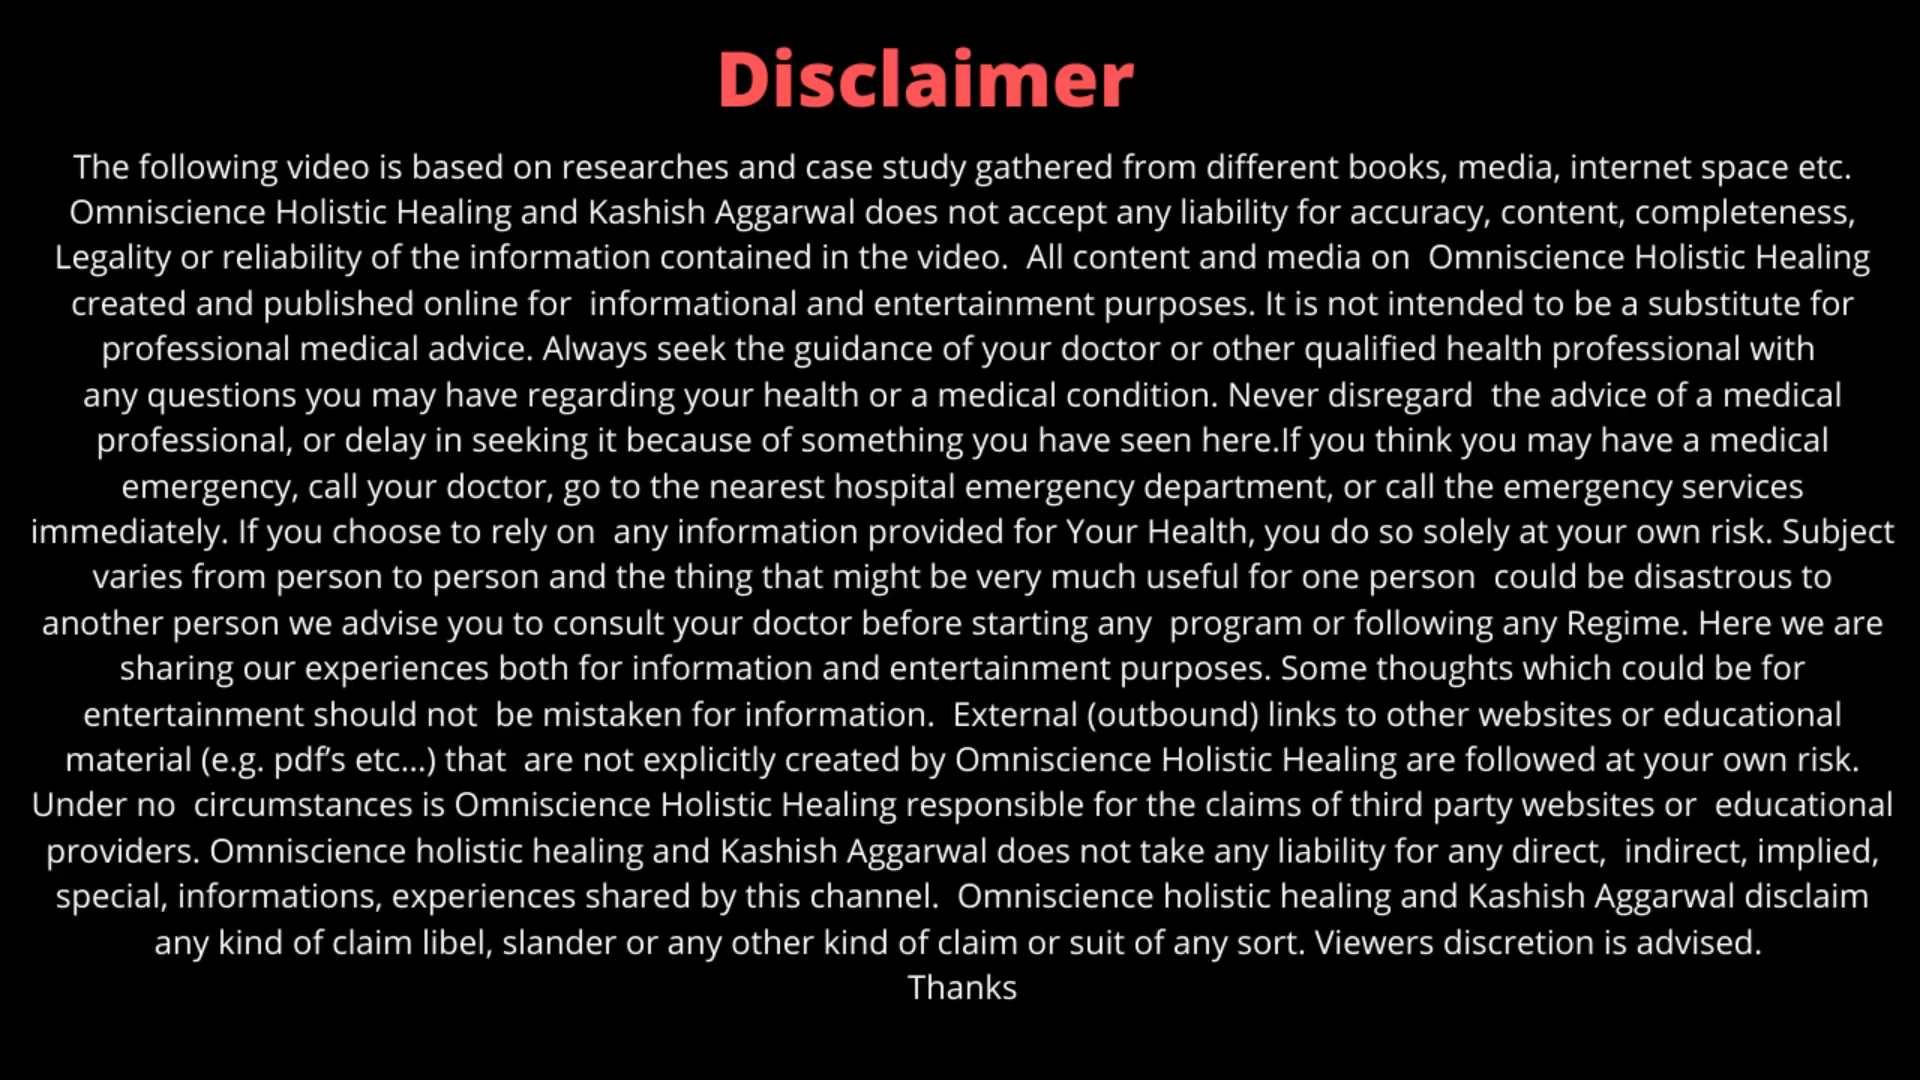 Disclaimer
The following video is based on researches and case study gathered from different books, media, internet space etc.
Omniscience Holistic Healing and Kashish Aggarwal does not accept any liability for accuracy, content, completeness,
Legality or reliability of the information contained in the video.  All content and media on  Omniscience Holistic Healing
created and published online for  informational and entertainment purposes. It is not intended to be a substitute for
professional medical advice. Always seek the guidance of your doctor or other qualified health professional with
any questions you may have regarding your health or a medical condition. Never disregard  the advice of a medical
professional, or delay in seeking it because of something you have seen here.If you think you may have a medical
emergency, call your doctor, go to the nearest hospital emergency department, or call the emergency services
immediately. If you choose to rely on  any information provided for Your Health, you do so solely at your own risk. Subject
varies from person to person and the thing that might be very much useful for one person  could be disastrous to
another person we advise you to consult your doctor before starting any  program or following any Regime. Here we are
sharing our experiences both for information and entertainment purposes. Some thoughts which could be for
entertainment should not  be mistaken for information.  External (outbound) links to other websites or educational
material (e.g. pdf’s etc...) that  are not explicitly created by Omniscience Holistic Healing are followed at your own risk.
Under no  circumstances is Omniscience Holistic Healing responsible for the claims of third party websites or  educational
providers. Omniscience holistic healing and Kashish Aggarwal does not take any liability for any direct,  indirect, implied,
special, informations, experiences shared by this channel.  Omniscience holistic healing and Kashish Aggarwal disclaim
any kind of claim libel, slander or any other kind of claim or suit of any sort. Viewers discretion is advised.
Thanks